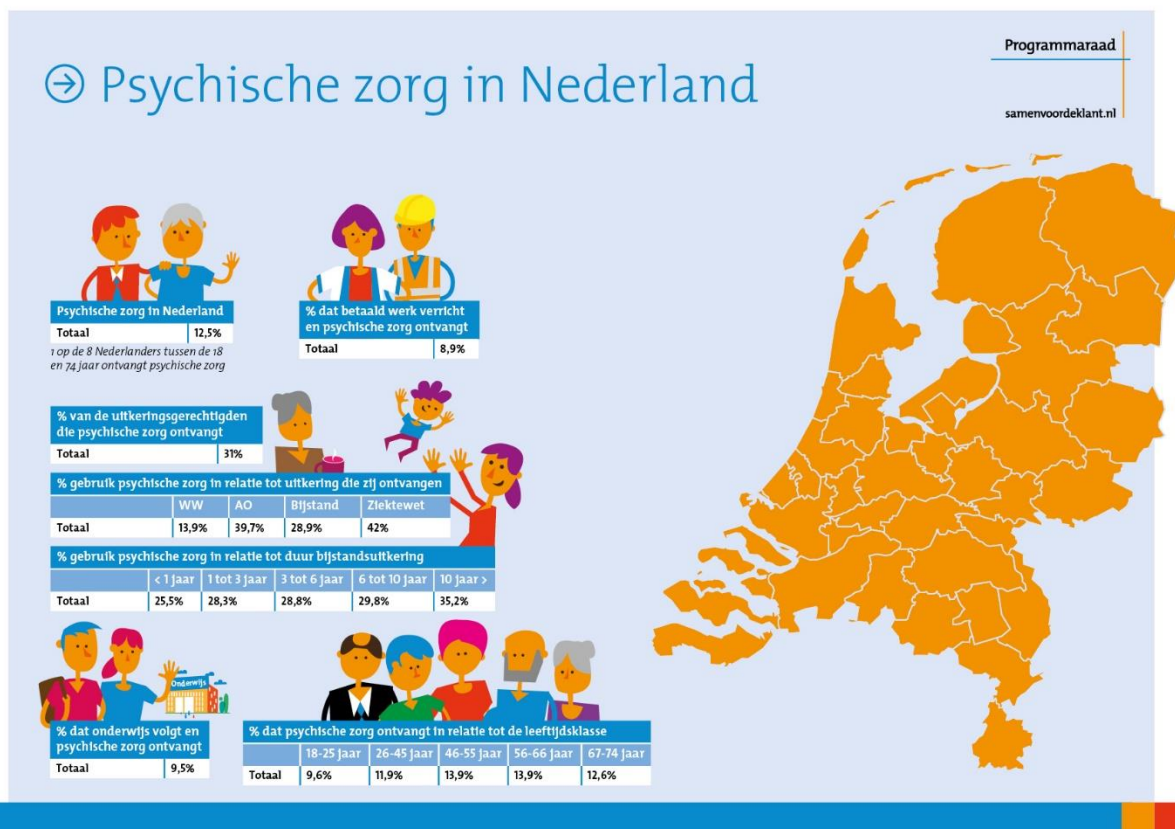 Psychische zorg in Nederland
Programmaraad
samenvoordeklant.nl
Psychische zorg in Nederland
Totaal 12,5%
1 op de 8 Nederlanders tussen de 18
en 74 jaar ontvangt psychische zorg
% dat betaald werk verricht
en psychische zorg ontvangt
Totaal 8,9%
% van de uitkeringsgerechtigden
die psychische zorg ontvangt
Totaal 31%
% gebruik psychische zorg in relatie tot uitkering die zij ontvangen
WW AO Bijstand Ziektewet
Totaal 13,9% 39,7% 28,9% 42%
% gebruik psychische zorg in relatie tot duur bijstandsuitkering
< 1 jaar 1 tot 3 jaar 3 tot 6 jaar 6 tot 10 jaar 10 jaar >
Totaal 25,5% 28,3% 28,8% 29,8% 35,2%
Onderwijs
% dat onderwijs volgt en
psychische zorg ontvangt
Totaal 9,5%
% dat psychische zorg ontvangt in relatie tot de leeftijdsklasse
18-25 jaar 26-45 jaar 46-55 jaar 56-66 jaar 67-74 jaar
Totaal 9,6% 11,9% 13,9% 13,9% 12,6%